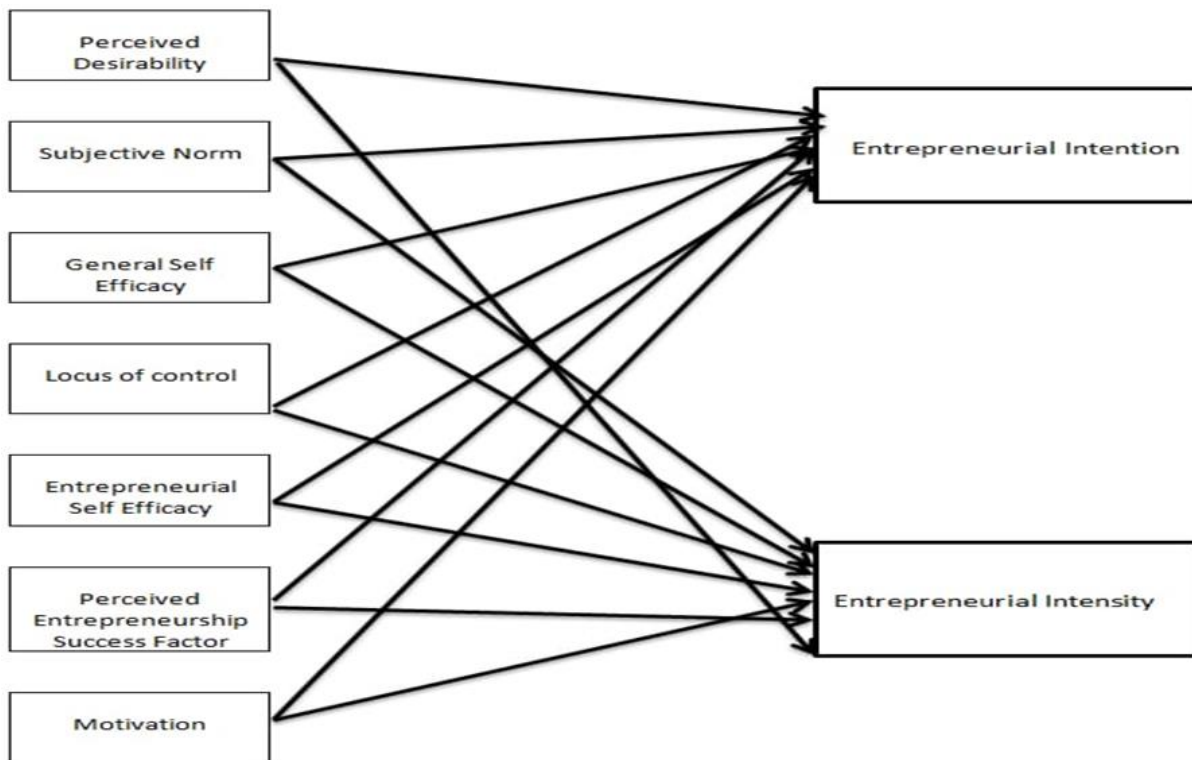 Perceived
Desirability
Subjective Norm
General Self
Efficacy
Locus of control
Entrepreneurial
Self Efficacy
Perceived
Entrepreneurship
Success Factor
Motivation
Entrepreneurial Intention
Entrepreneurial Intensity